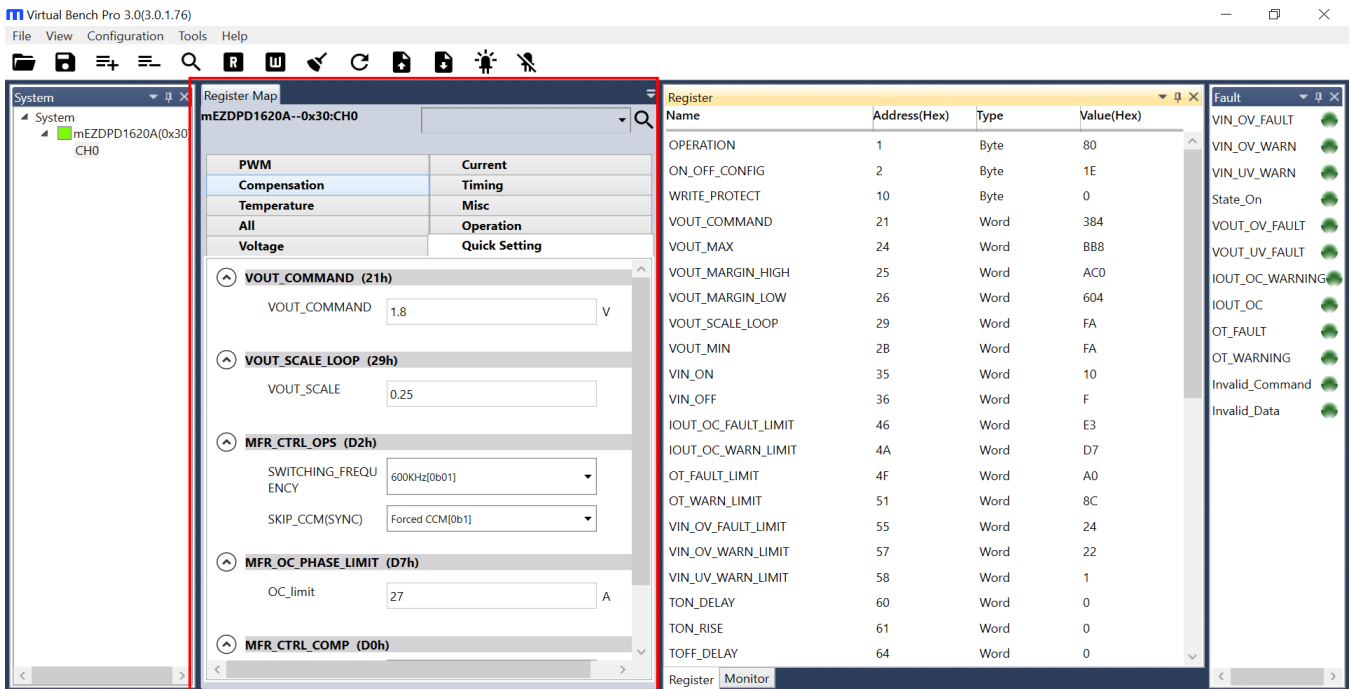 Virtual Bench Pro 3.0(3.0.1.76)
File View Configuration Tools Help
R W
System
System
mEZDPD1620A(0x30
CH0
Register Map
mEZDPD1620A--0x30:CH0
PWM Current
Compensation Timing
Temperature Misc
All Operation
Voltage Quick Setting
VOUT_COMMAND (21h)
VOUT_COMMAND 1.8 V
VOUT_SCALE_LOOP (29h)
VOUT_SCALE 0.25
MFR_CTRL_OPS (D2h)
SWITCHING_FREQU
ENCY 600KHz[0b01]
SKIP_CCM(SYNC) Forced CCM[0b1]
MFR_OC_PHASE_LIMIT (D7h)
OC_limit 27 A
MFR_CTRL_COMP (D0h)
Register
Name Address(Hex) Type Value(Hex)
OPERATION 1 Byte 80
ON_OFF_CONFIG 2 Byte 1E
WRITE_PROTECT 10 Byte 0
VOUT_COMMAND 21 Word 384
VOUT_MAX 24 Word BB8
VOUT_MARGIN_HIGH 25 Word AC0
VOUT_MARGIN_LOW 26 Word 604
VOUT_SCALE_LOOP 29 Word FA
VOUT_MIN 2B Word FA
VIN_ON 35 Word 10
VIN_OFF 36 Word F
IOUT_OC_FAULT_LIMIT 46 Word E3
IOUT_OC_WARN_LIMIT 4A Word D7
OT_FAULT_LIMIT 4F Word A0
OT_WARN_LIMIT 51 Word 8C
VIN_OV_FAULT_LIMIT 55 Word 24
VIN_OV_WARN_LIMIT 57 Word 22
VIN_UV_WARN_LIMIT 58 Word 1
TON_DELAY 60 Word 0
TON_RISE 61 Word 0
TOFF_DELAY 64 Word 0
Register Monitor
Fault
VIN_OV_FAULT
VIN_OV_WARN
VIN_UV_WARN
State_On
VOUT_OV_FAULT
VOUT_UV_FAULT
IOUT_OC_WARNING
IOUT_OC
OT_FAULT
OT_WARNING
Invalid_Command
Invalid_Data